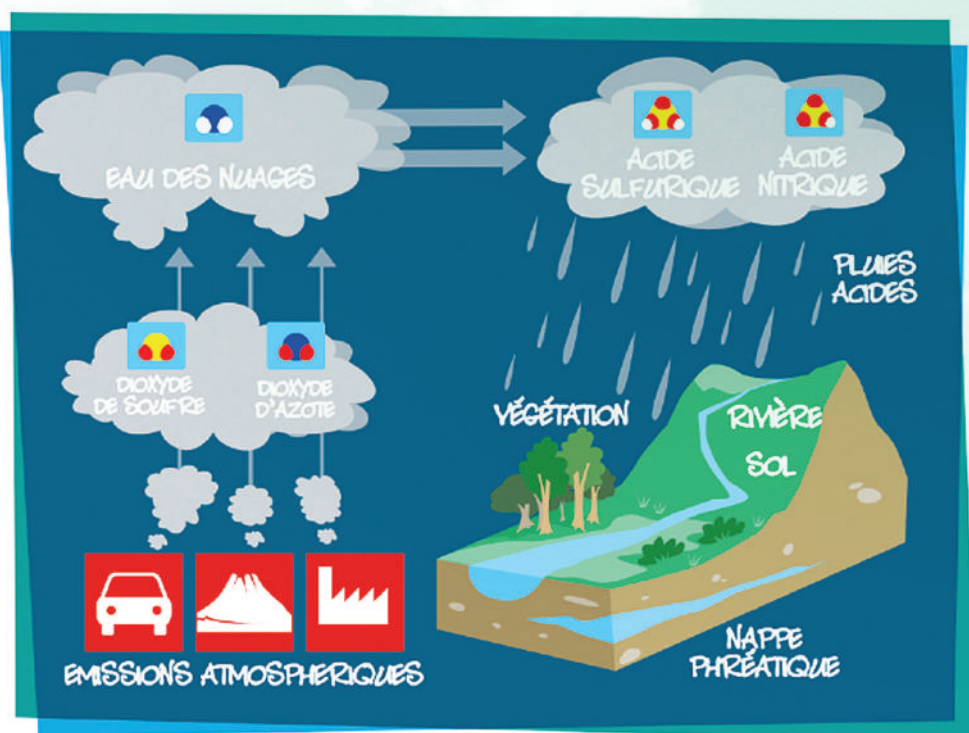 EAU DES NUAGES
ACIDE
SULFURIQUE
ACIDE
NITRIQUE
PLUIES
ACIDES
DIOXYDE
DE SOUFRE
DIOXYDE
D'AZOTE
VÉGÉTATION
RIVIÈRE
SOL
NAPPE
PHRÉATIQUE
EMISSIONS ATMOSPHERIQUES